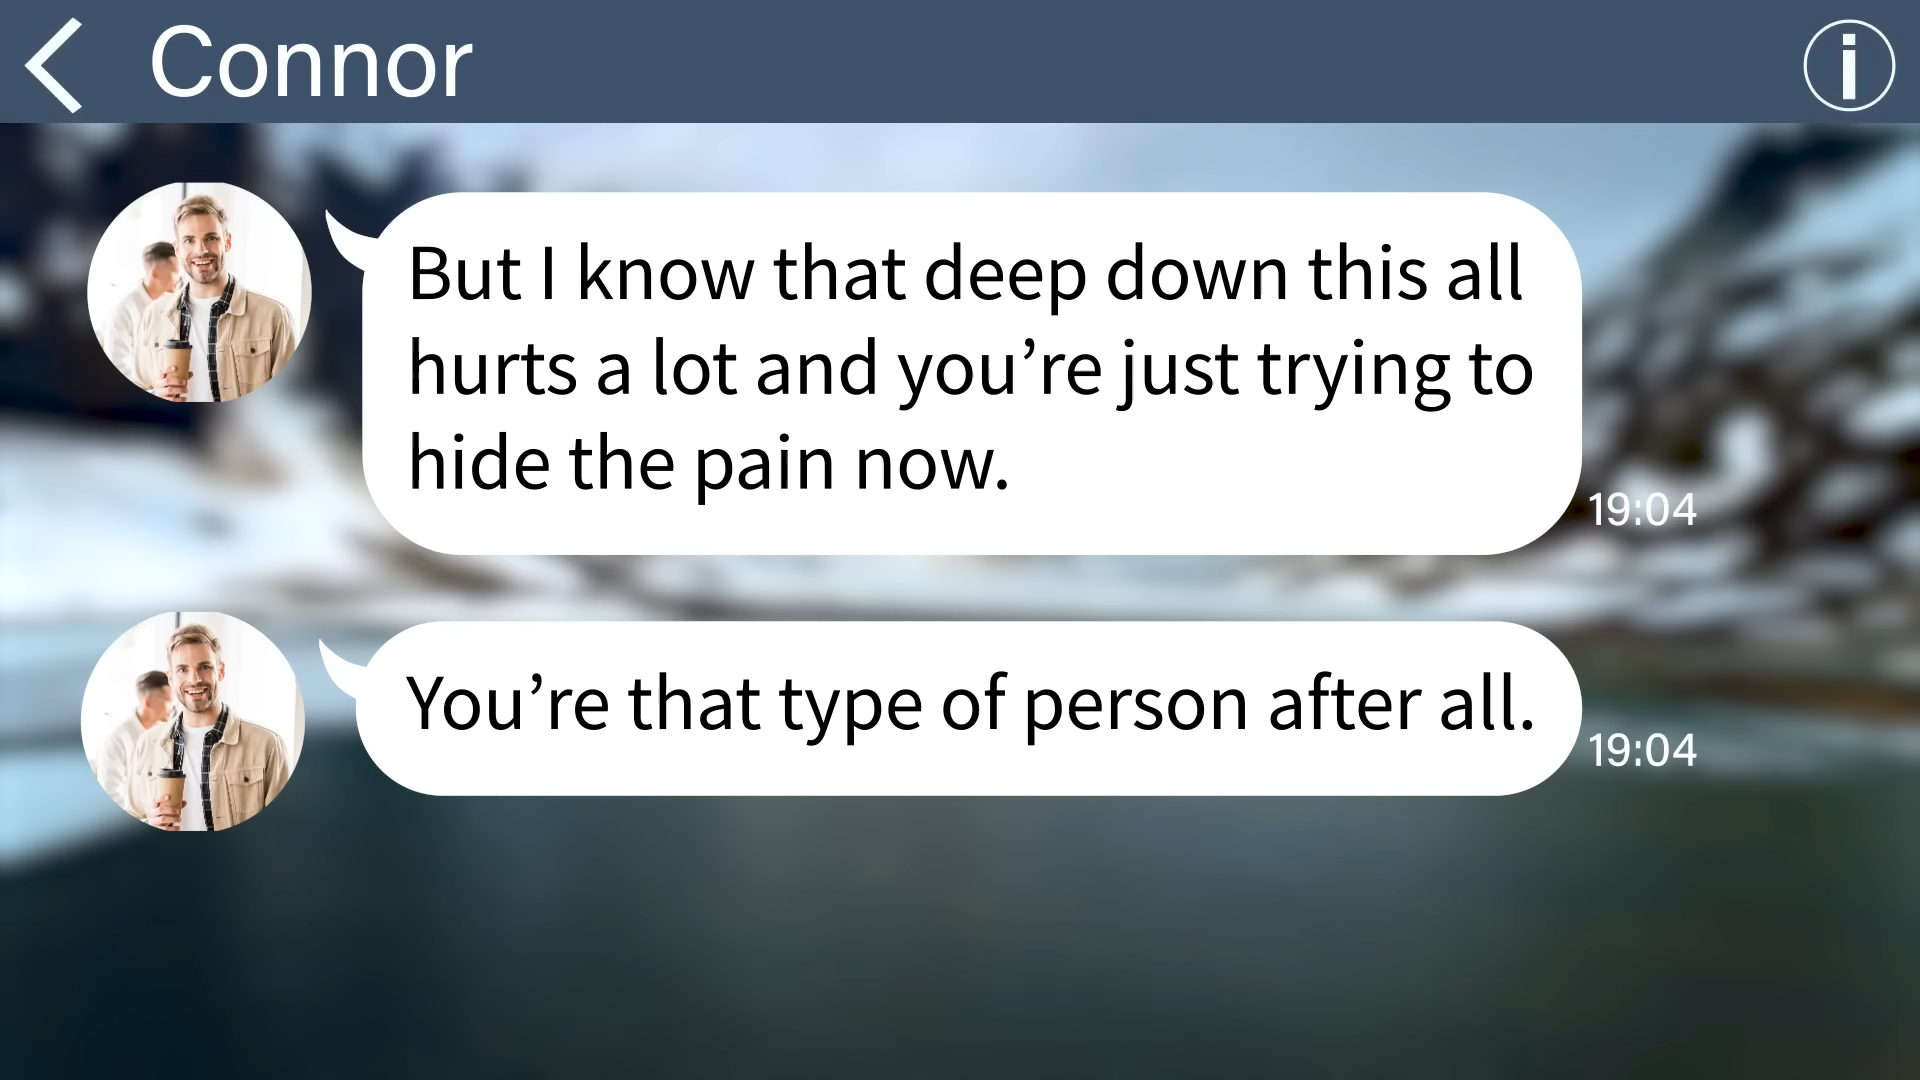 Connor
But I know that deep down this all
hurts a lot and you’re just trying to
hide the pain now.
19:04
You’re that type of person after all.
19:04